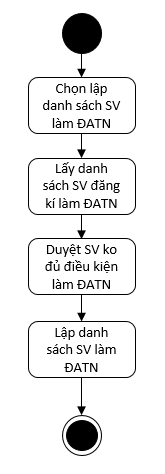 Chọn lập
danh sách SV
làm ĐATN
Lấy danh
sách SV đăng
kí làm ĐATN
Duyệt SV ko
đủ điều kiện
làm ĐATN
Lập danh
sách SV làm
ĐATN